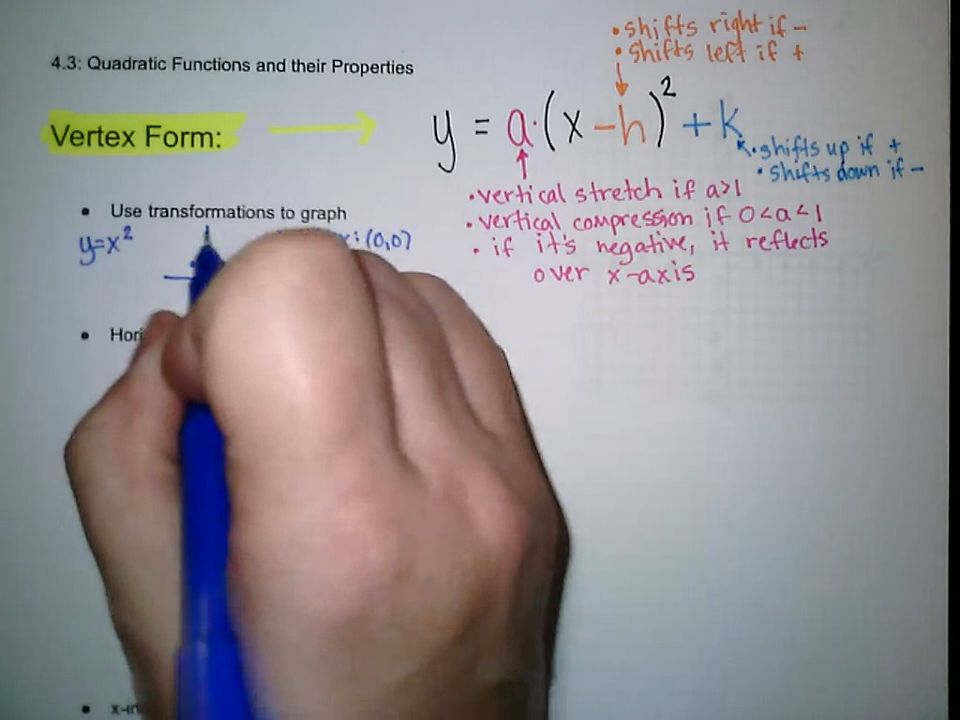 • shifts right if -
• shifts left if +
4.3: Quadratic Functions and their Properties
Vertex Form:
y = a·(x-h)² + k
• shifts up if +
• shifts down if -
• vertical stretch if a>1
• vertical compression if 0<a<1
• if it's negative, it reflects
over x-axis
• Use transformations to graph
y=x²
x: (0,0)